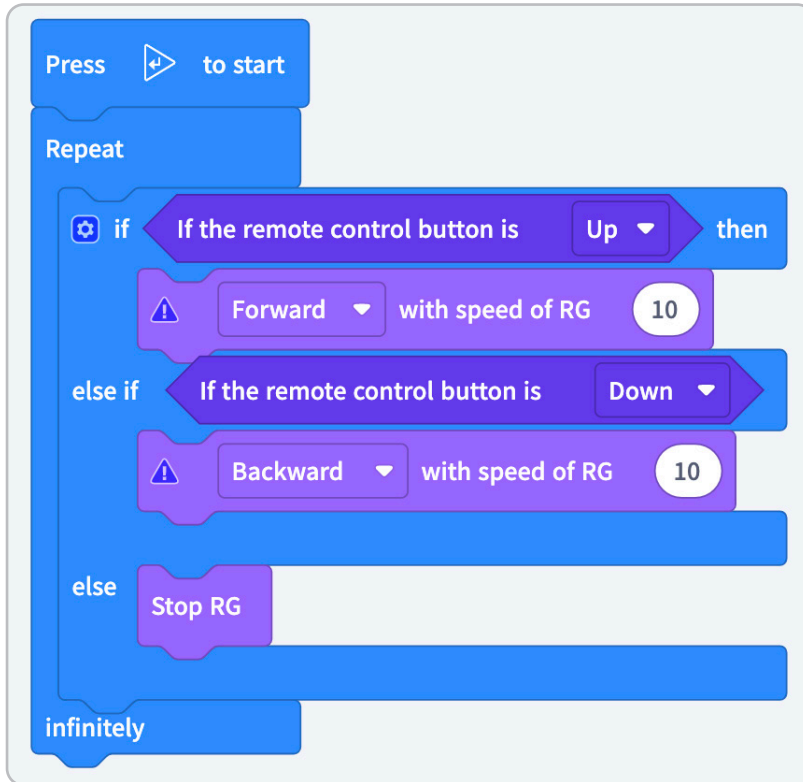 Press to start
Repeat
if If the remote control button is Up then
Forward with speed of RG 10
else if If the remote control button is Down
Backward with speed of RG 10
else Stop RG
infinitely